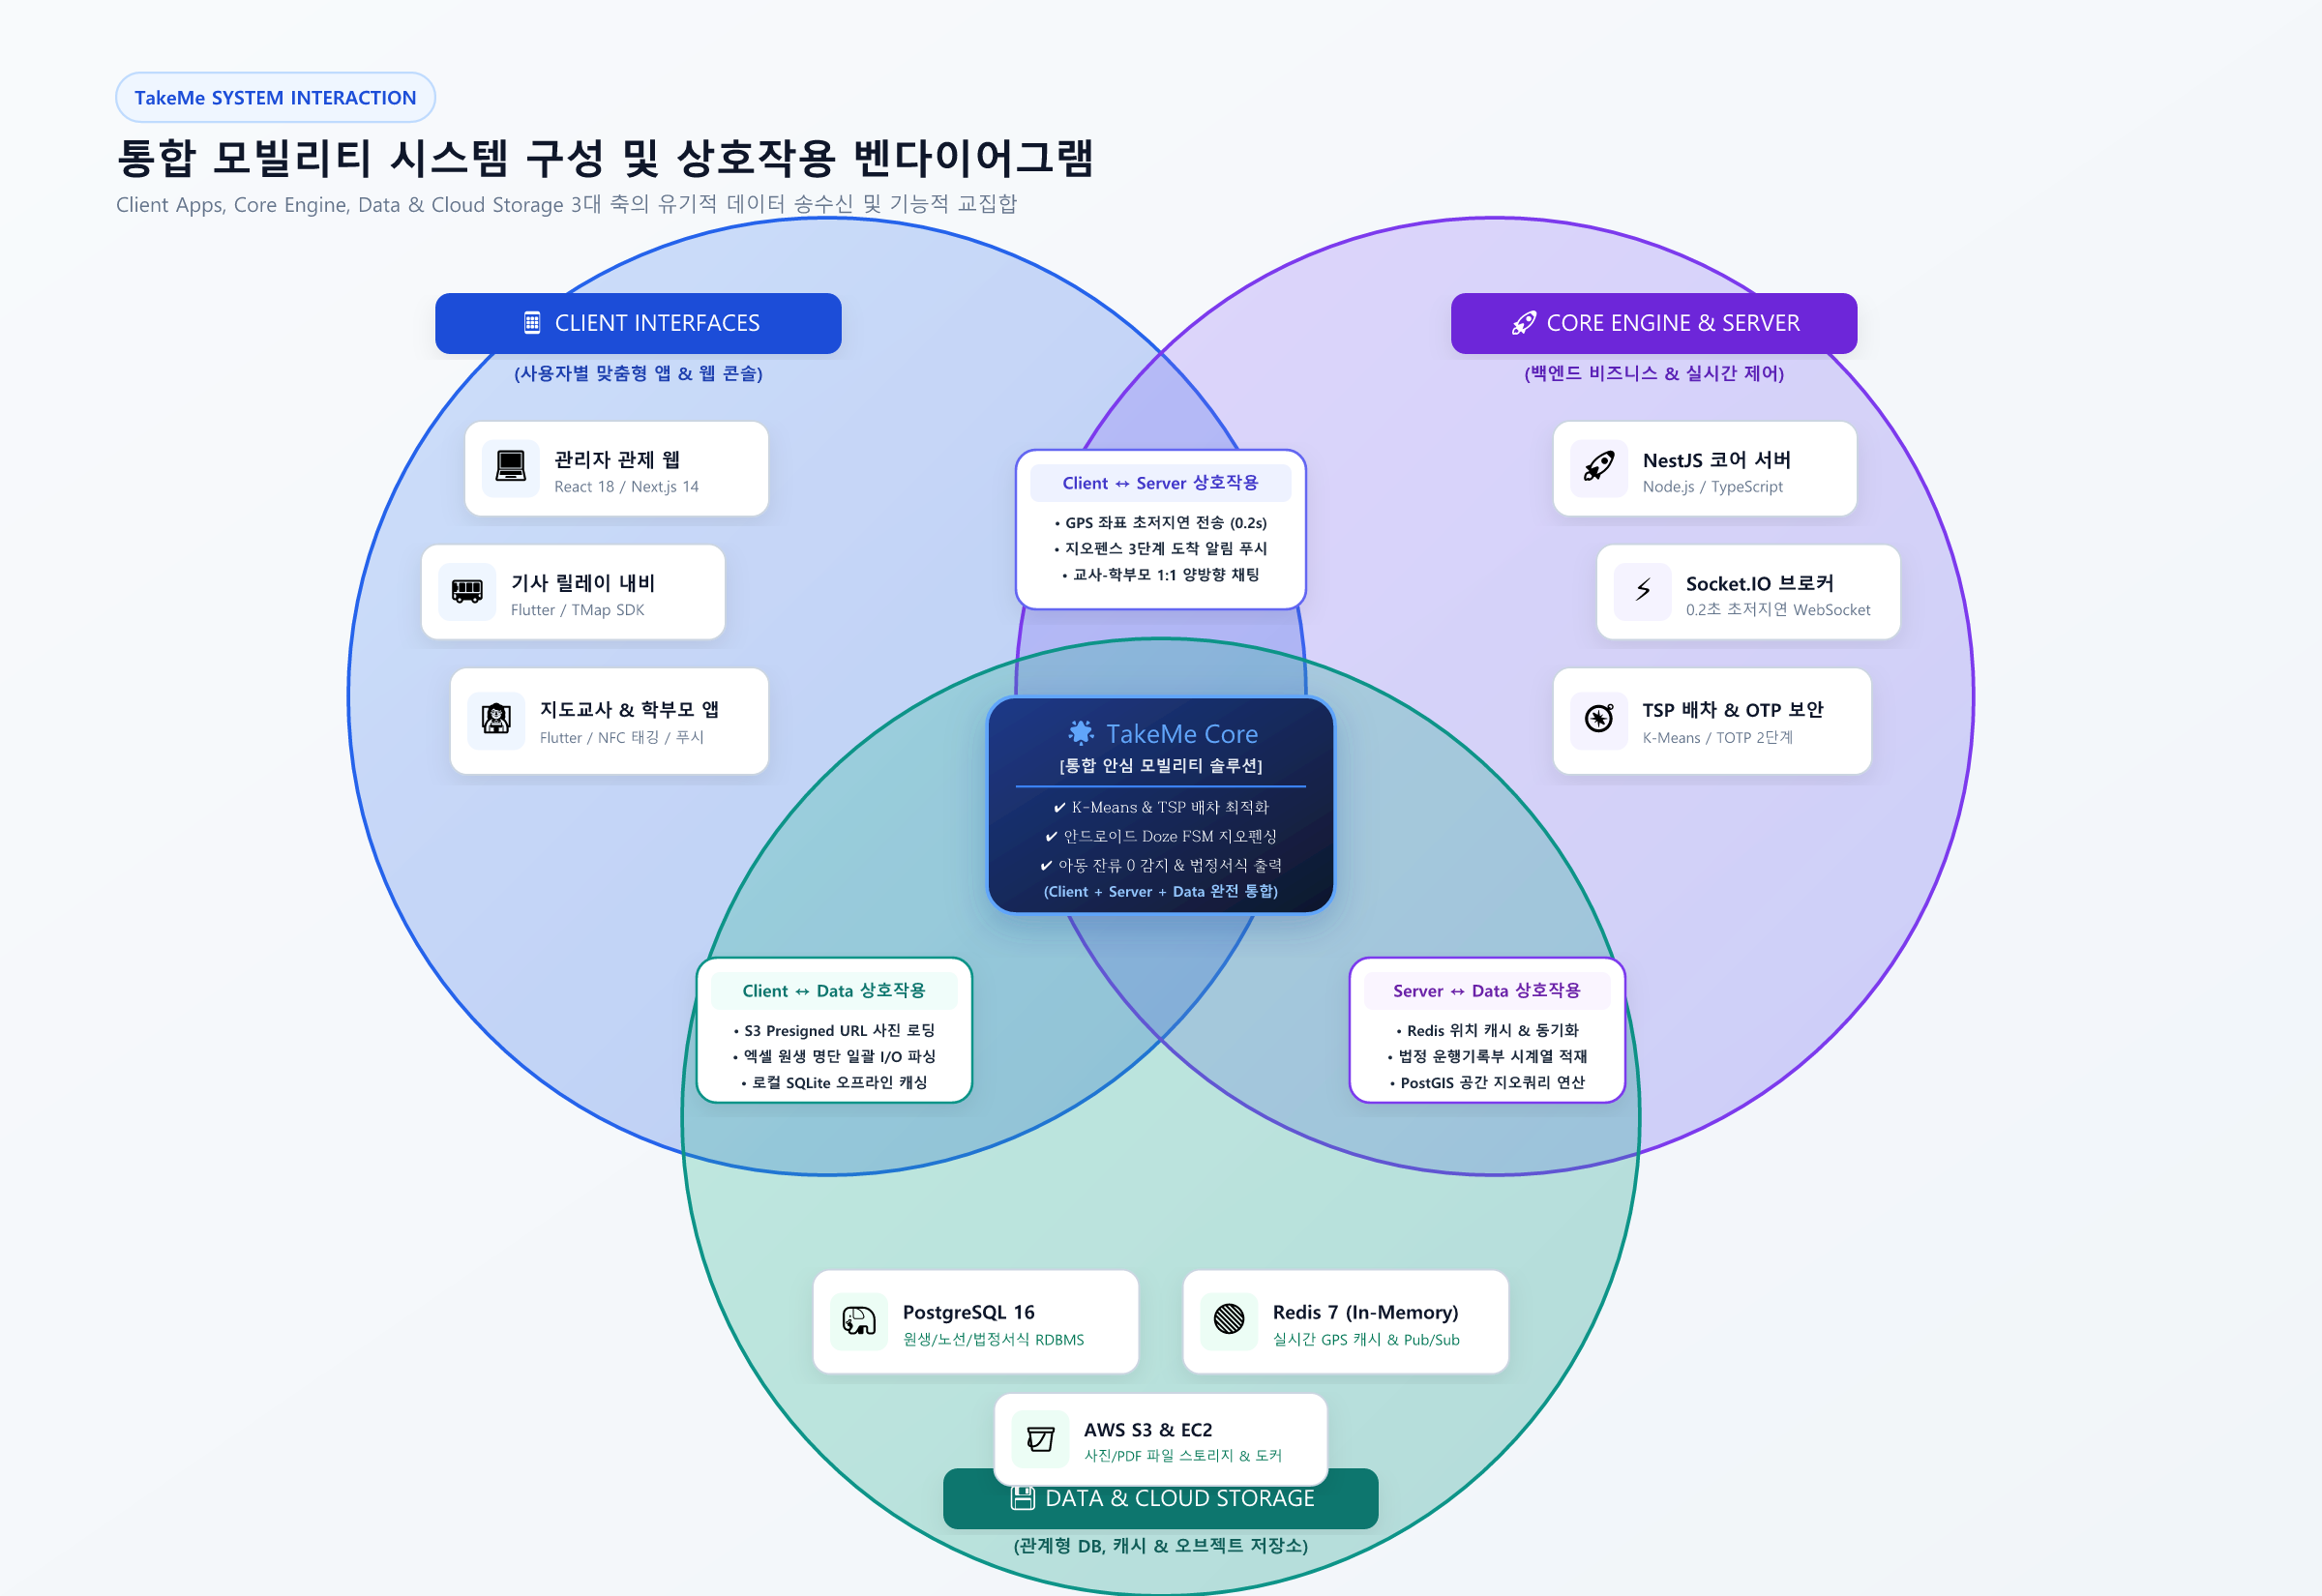 TakeMe SYSTEM INTERACTION
통합 모빌리티 시스템 구성 및 상호작용 벤다이어그램
Client Apps, Core Engine, Data & Cloud Storage 3대 축의 유기적 데이터 송수신 및 기능적 교집합
CLIENT INTERFACES
(사용자별 맞춤형 앱 & 웹 콘솔)
관리자 관제 웹
React 18 / Next.js 14
기사 릴레이 내비
Flutter / TMap SDK
지도교사 & 학부모 앱
Flutter / NFC 태깅 / 푸시
CORE ENGINE & SERVER
(백엔드 비즈니스 & 실시간 제어)
NestJS 코어 서버
Node.js / TypeScript
Socket.IO 브로커
0.2초 초저지연 WebSocket
TSP 배차 & OTP 보안
K-Means / TOTP 2단계
Client ↔ Server 상호작용
• GPS 좌표 초저지연 전송 (0.2s)
• 지오펜스 3단계 도착 알림 푸시
• 교사-학부모 1:1 양방향 채팅
TakeMe Core
[통합 안심 모빌리티 솔루션]
✔ K-Means & TSP 배차 최적화
✔ 안드로이드 Doze FSM 지오펜싱
✔ 아동 잔류 0 감지 & 법정서식 출력
(Client + Server + Data 완전 통합)
Client ↔ Data 상호작용
• S3 Presigned URL 사진 로딩
• 엑셀 원생 명단 일괄 I/O 파싱
• 로컬 SQLite 오프라인 캐싱
Server ↔ Data 상호작용
• Redis 위치 캐시 & 동기화
• 법정 운행기록부 시계열 적재
• PostGIS 공간 지오쿼리 연산
PostgreSQL 16
원생/노선/법정서식 RDBMS
Redis 7 (In-Memory)
실시간 GPS 캐시 & Pub/Sub
AWS S3 & EC2
사진/PDF 파일 스토리지 & 도커
DATA & CLOUD STORAGE
(관계형 DB, 캐시 & 오브젝트 저장소)